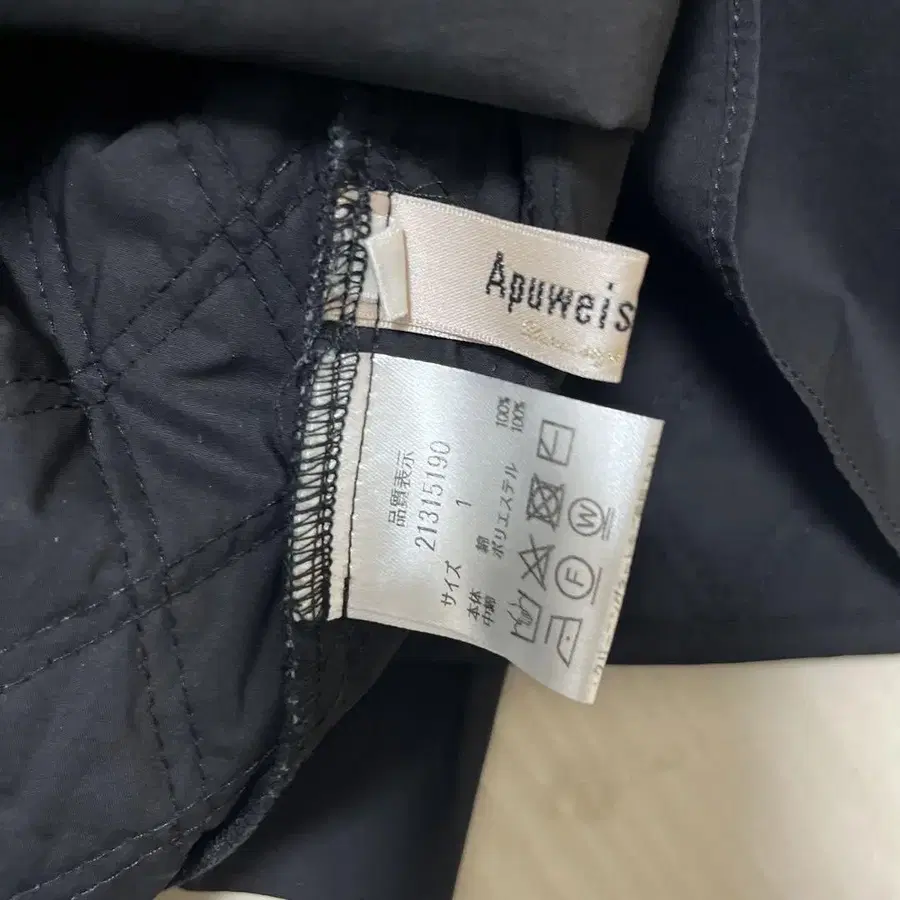 Apuweis
品質表示
21315190
サイズ 1
本体 綿 100%
中綿 ポリエステル 100%
W
F